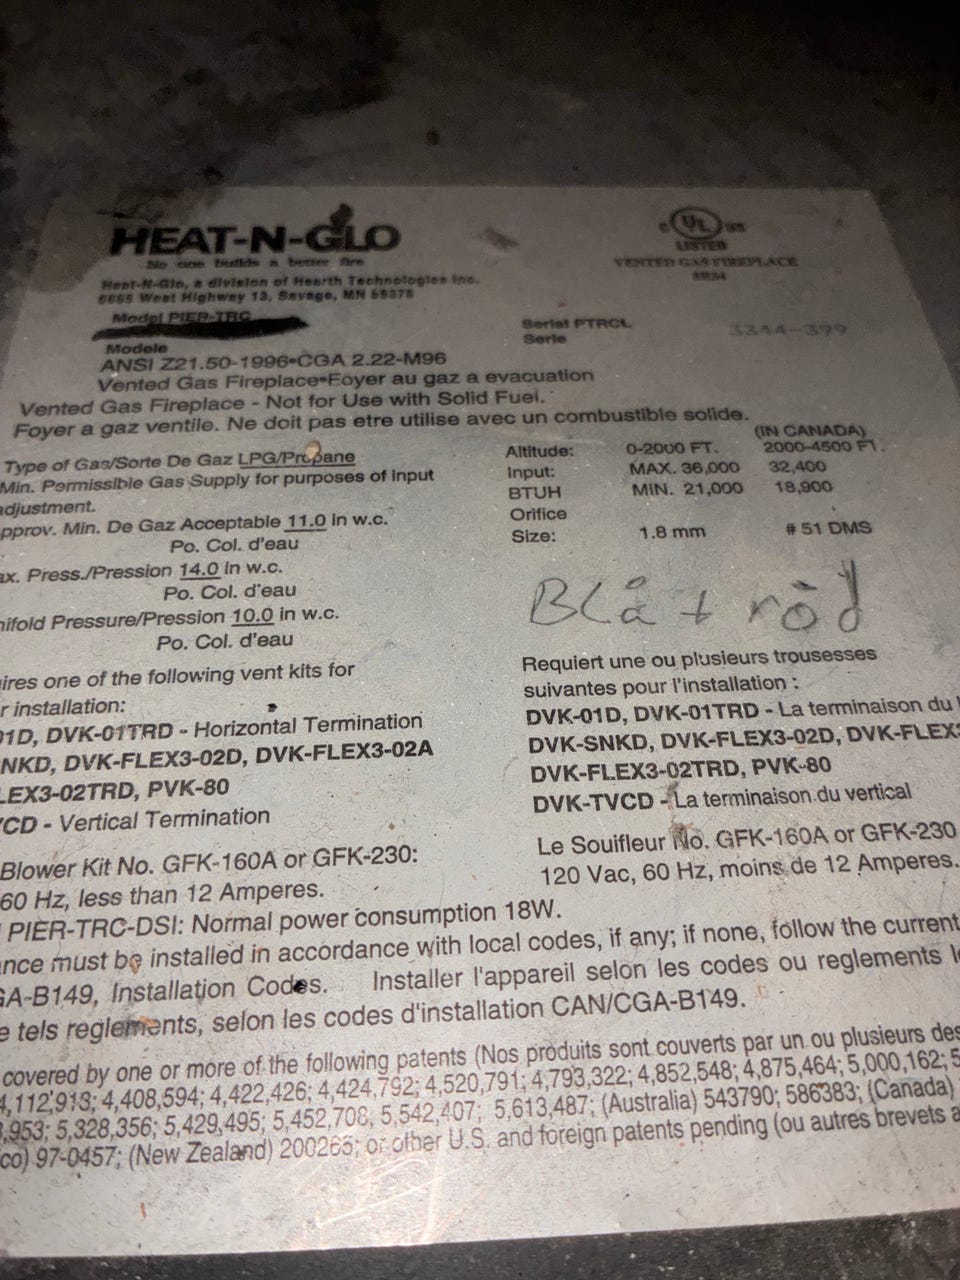 HEAT-N-GLO
No one builds a better fire
Heat-N-Glo, a division of Hearth Technologies Inc.
6665 West Highway 13, Savage, MN 55378
c UL US
LISTED
VENTED GAS FIREPLACE
Model PIER-TRC
Modele
Serial PTRCL 3344-399
Serie
ANSI Z21.50-1996•CGA 2.22-M96
Vented Gas Fireplace•Foyer au gaz a evacuation
Vented Gas Fireplace - Not for Use with Solid Fuel.
Foyer a gaz ventile. Ne doit pas etre utilise avec un combustible solide.
Type of Gas/Sorte De Gaz LPG/Propane
Min. Permissible Gas Supply for purposes of Input
adjustment.
pprov. Min. De Gaz Acceptable 11.0 in w.c.
Po. Col. d'eau
ax. Press./Pression 14.0 in w.c.
Po. Col. d'eau
nifold Pressure/Pression 10.0 in w.c.
Po. Col. d'eau
(IN CANADA)
Altitude: 0-2000 FT. 2000-4500 FT.
Input: MAX. 36,000 32,400
BTUH MIN. 21,000 18,900
Orifice
Size: 1.8 mm # 51 DMS
Blå + röd
ires one of the following vent kits for
r installation:
01D, DVK-01TRD - Horizontal Termination
NKD, DVK-FLEX3-02D, DVK-FLEX3-02A
LEX3-02TRD, PVK-80
VCD - Vertical Termination
Requiert une ou plusieurs trousesses
suivantes pour l'installation :
DVK-01D, DVK-01TRD - La terminaison du
DVK-SNKD, DVK-FLEX3-02D, DVK-FLEX3
DVK-FLEX3-02TRD, PVK-80
DVK-TVCD - La terminaison du vertical
Blower Kit No. GFK-160A or GFK-230:
60 Hz, less than 12 Amperes.
Le Souifleur No. GFK-160A or GFK-230
120 Vac, 60 Hz, moins de 12 Amperes.
PIER-TRC-DSI: Normal power consumption 18W.
ance must be installed in accordance with local codes, if any; if none, follow the current
GA-B149, Installation Codes. Installer l'appareil selon les codes ou reglements
e tels reglements, selon les codes d'installation CAN/CGA-B149.
covered by one or more of the following patents (Nos produits sont couverts par un ou plusieurs des
4,112,913; 4,408,594; 4,422,426; 4,424,792; 4,520,791; 4,793,322; 4,852,548; 4,875,464; 5,000,162; 5
,953; 5,328,356; 5,429,495; 5,452,708, 5,542,407; 5,613,487; (Australia) 543790; 586383; (Canada)
co) 97-0457; (New Zealand) 200265; or other U.S. and foreign patents pending (ou autres brevets a